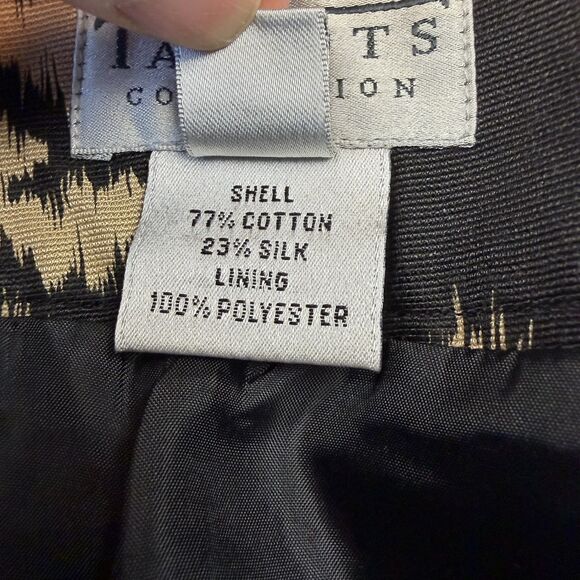 SHELL
77% COTTON
23% SILK
LINING
100% POLYESTER